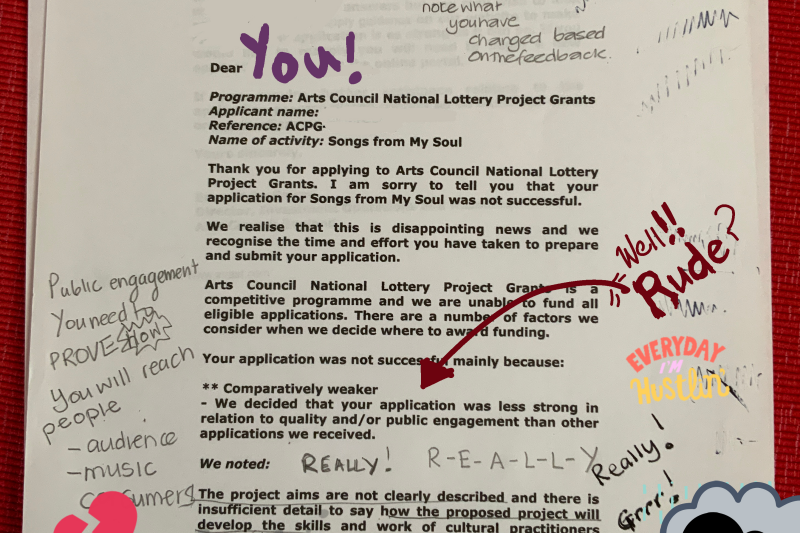 note what
you have
changed based
on the feedback.
Dear You!
Programme: Arts Council National Lottery Project Grants
Applicant name:
Reference: ACPG-
Name of activity: Songs from My Soul
Thank you for applying to Arts Council National Lottery
Project Grants. I am sorry to tell you that your
application for Songs from My Soul was not successful.
We realise that this is disappointing news and we
recognise the time and effort you have taken to prepare
and submit your application.
Well!!
Rude?
Arts Council National Lottery Project Grants is a
competitive programme and we are unable to fund all
eligible applications. There are a number of factors we
consider when we decide where to award funding.
Public engagement
You need to
PROVE HOW
you will reach
people
- audience
- music
consumers
Your application was not successful mainly because:
EVERYDAY
I'M
Hustlin
** Comparatively weaker
- We decided that your application was less strong in
relation to quality and/or public engagement than other
applications we received.
We noted: REALLY! R-E-A-L-L-Y
Really!
Grrr!
The project aims are not clearly described and there is
insufficient detail to say how the proposed project will
develop the skills and work of cultural practitioners